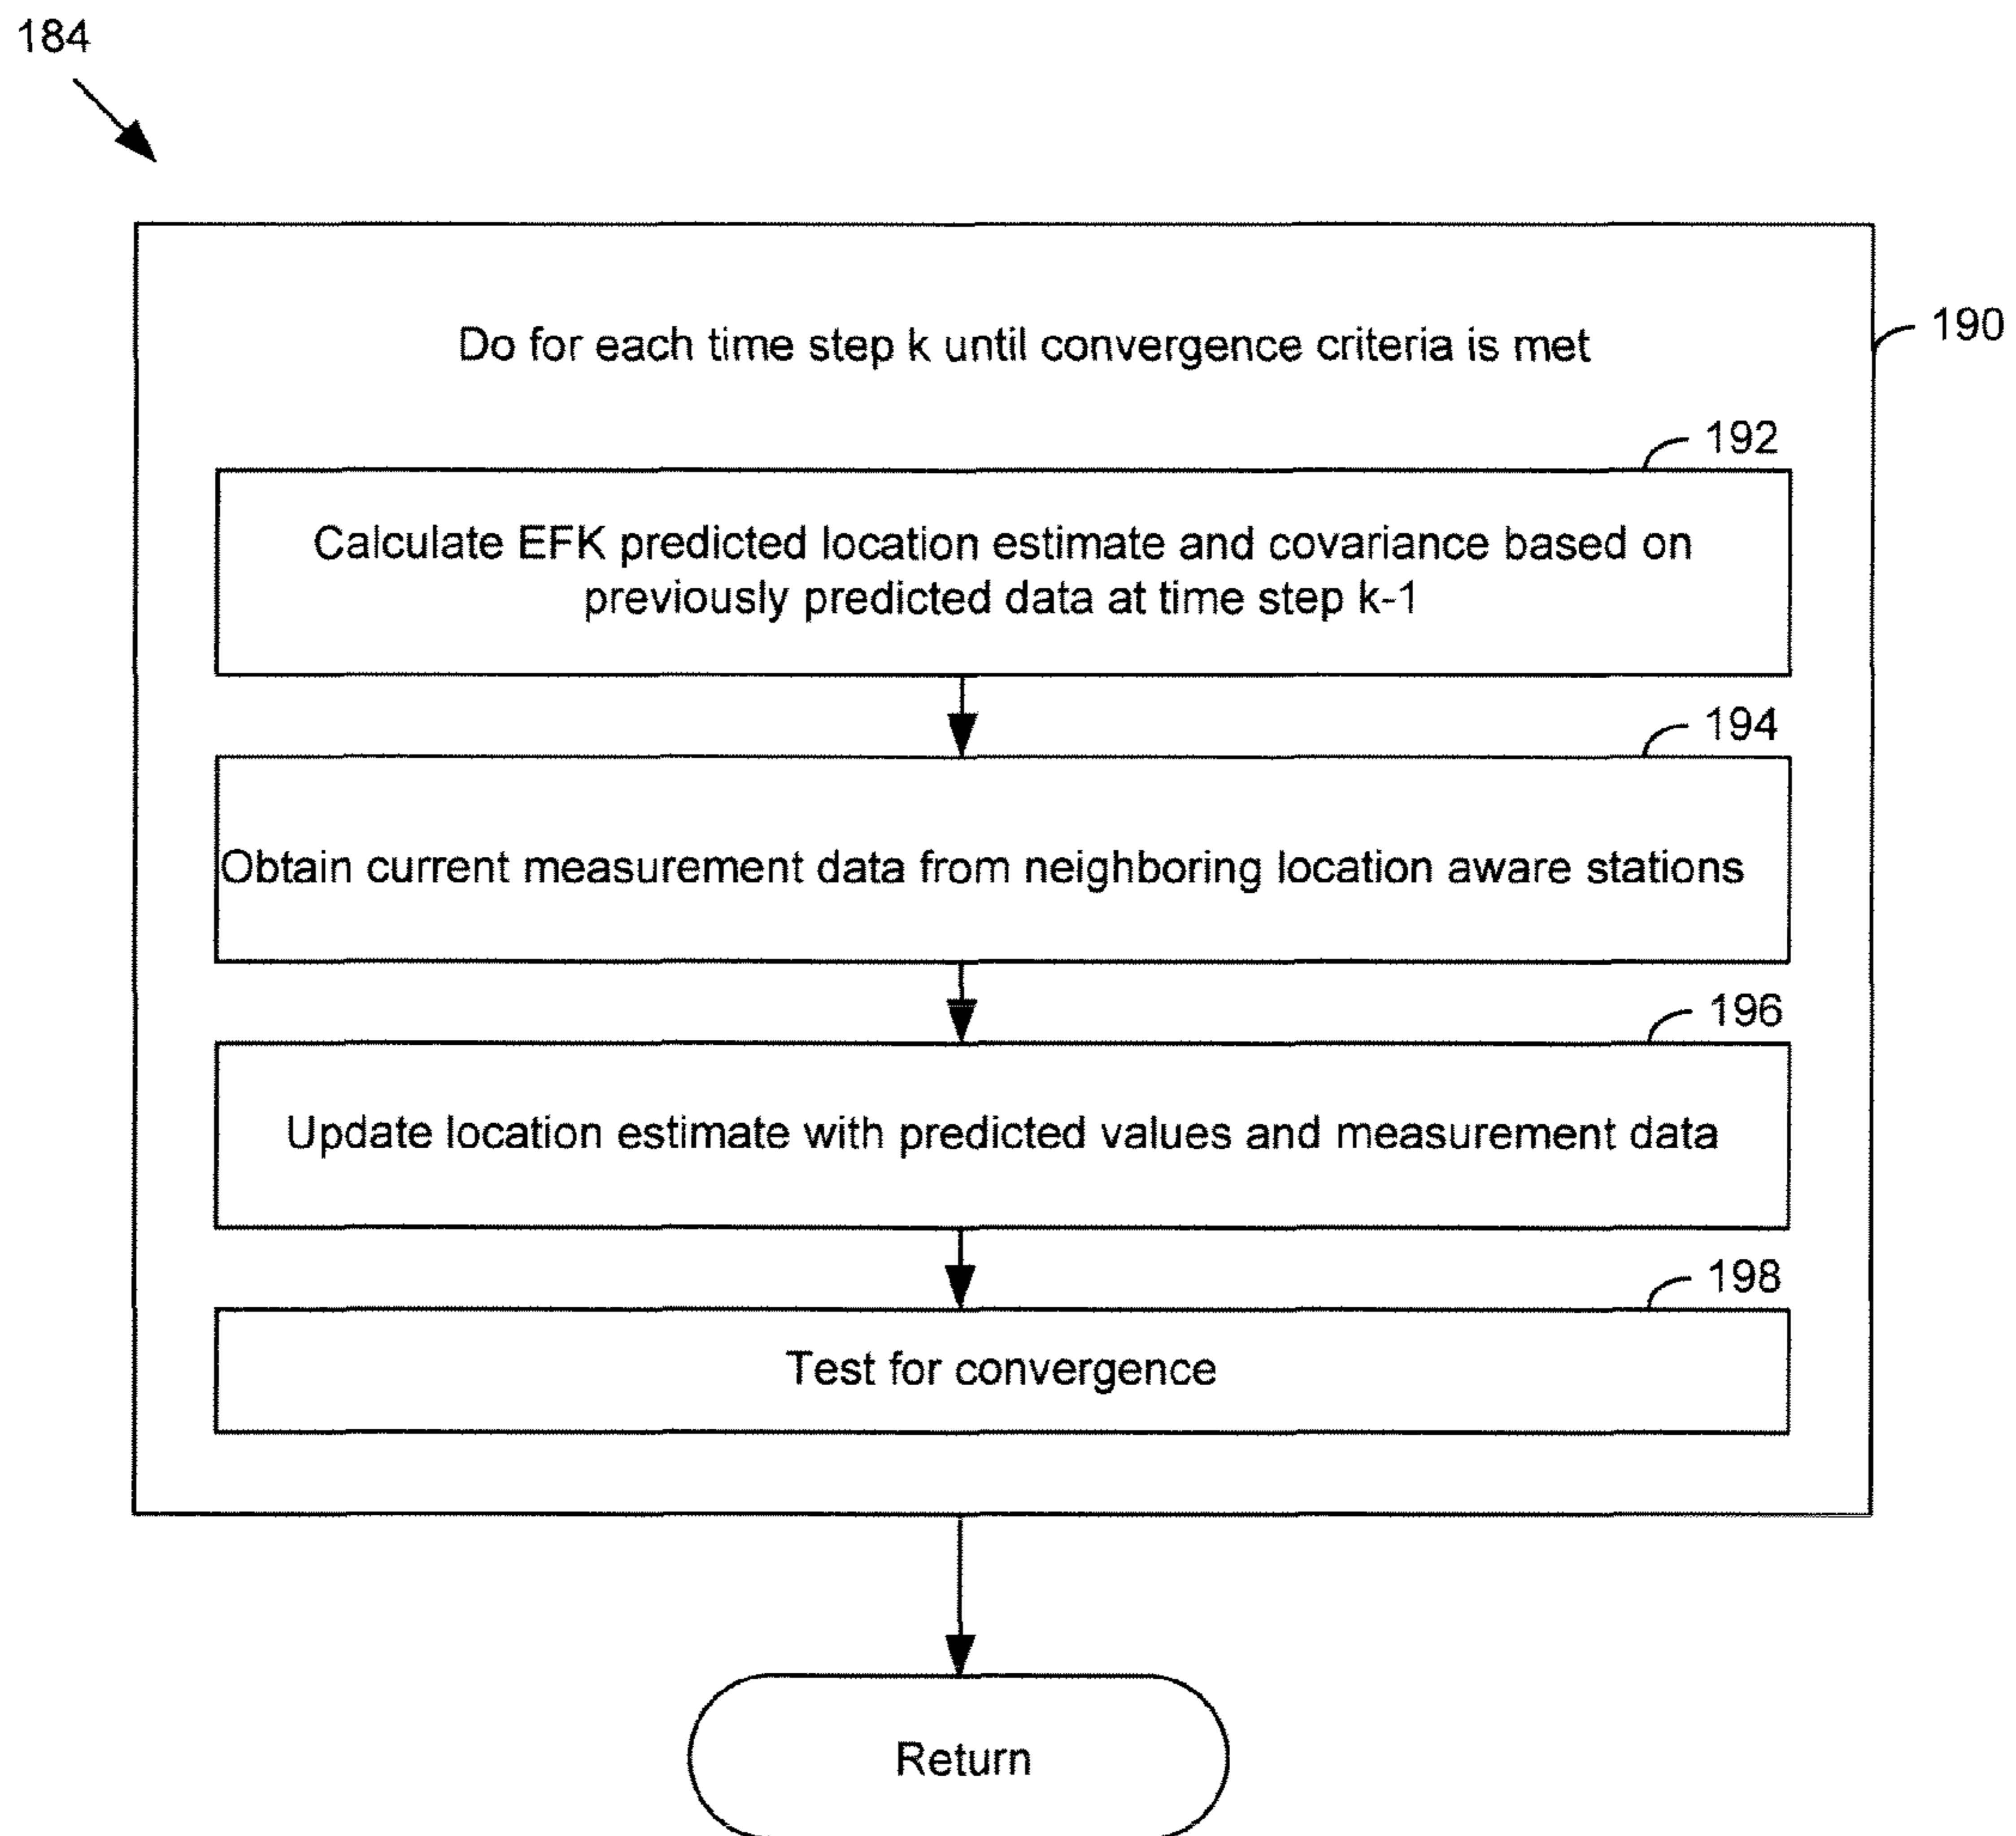 184
Do for each time step k until convergence criteria is met
190
192
Calculate EFK predicted location estimate and covariance based on
previously predicted data at time step k-1
194
Obtain current measurement data from neighboring location aware stations
196
Update location estimate with predicted values and measurement data
198
Test for convergence
Return